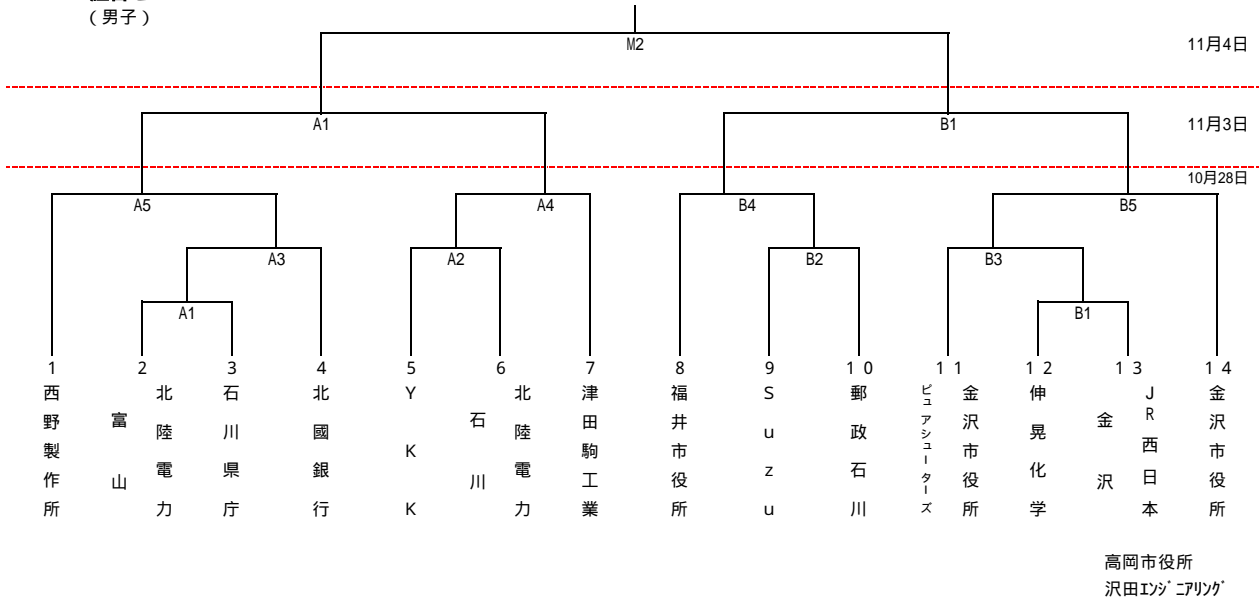 （男子）
M2
11月4日
A1
B1
11月3日
10月28日
A5
A4
B4
B5
A3
A2
B2
B3
A1
B1
1
2
3
4
5
6
7
8
9
10
11
12
13
14
西野製作所
北陸電力
富山
石川県庁
北國銀行
YKK
北陸電力
石川
津田駒工業
福井市役所
Suzu
郵政石川
金沢市役所
ピュアシューターズ
伸晃化学
JR西日本
金沢
金沢市役所
高岡市役所
沢田ｴﾝｼﾞﾆｱﾘﾝｸﾞ